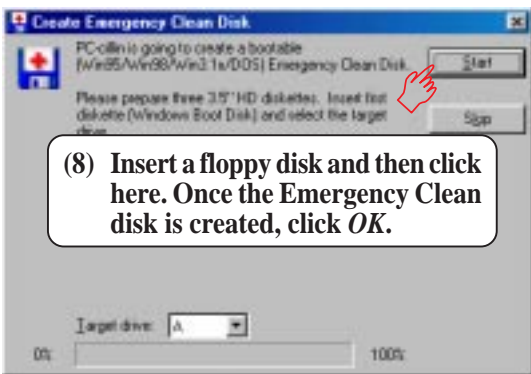 Create Emergency Clean Disk
PC-cillin is going to create a bootable
(Win95/Win98/Win3.1x/DOS) Emergency Clean Disk.
Start
Please prepare three 3.5" HD diskettes. Insert first
diskette (Windows Boot Disk) and select the target
drive.
Skip
(8) Insert a floppy disk and then click
here. Once the Emergency Clean
disk is created, click OK.
Target drive: A
0% 100%